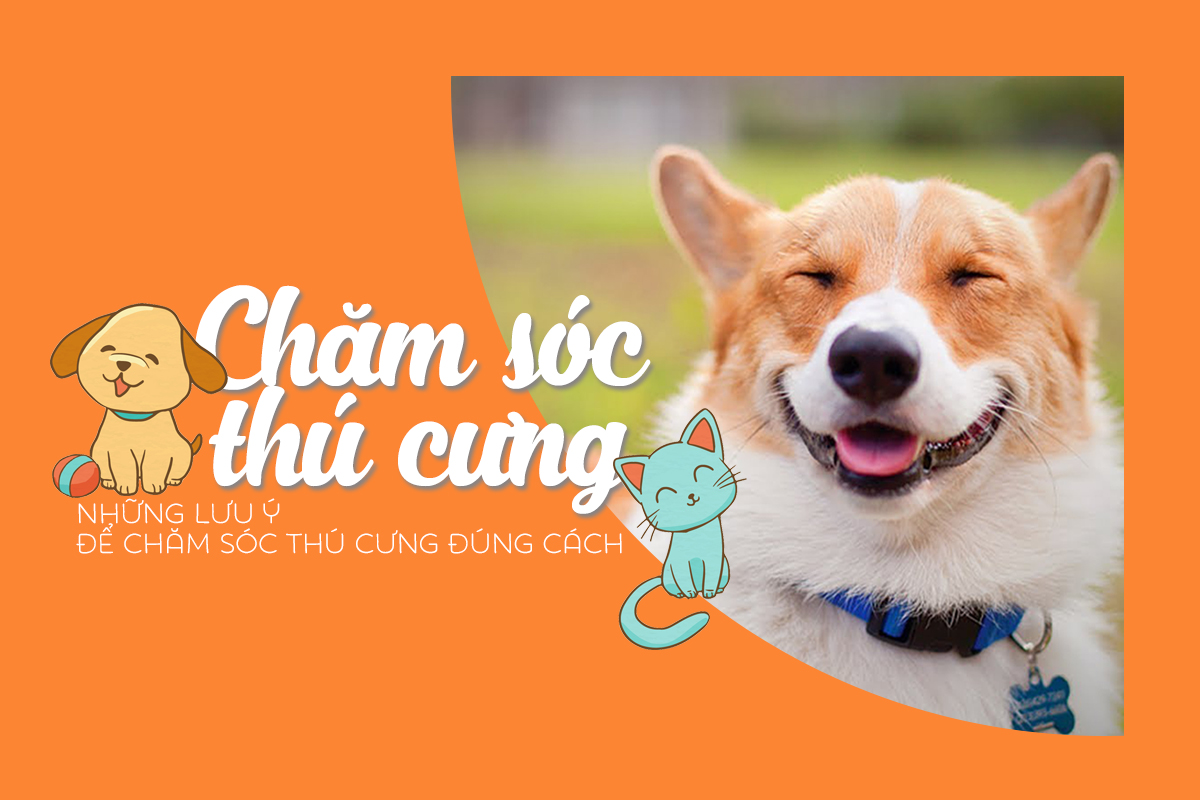 Chăm sóc
thú cưng
NHỮNG LƯU Ý
ĐỂ CHĂM SÓC THÚ CƯNG ĐÚNG CÁCH